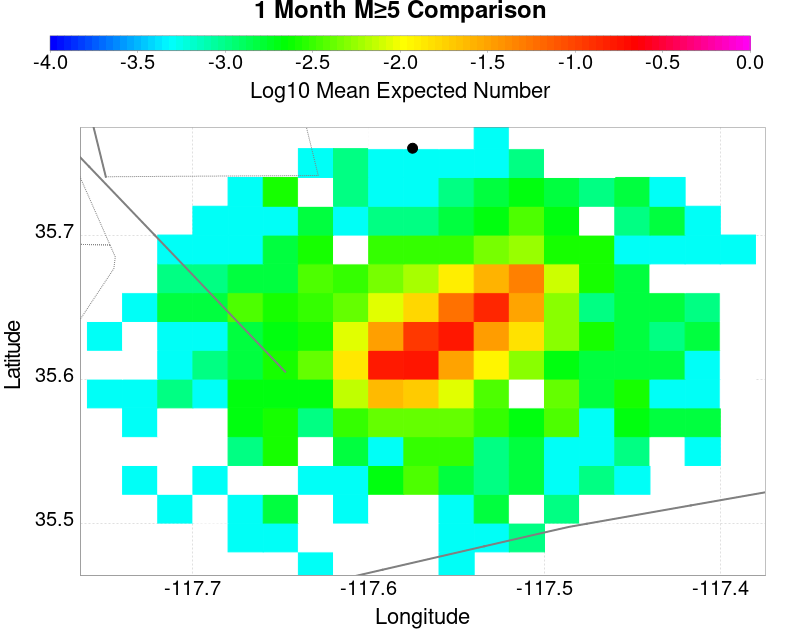 1 Month M≥5 Comparison
-4.0 -3.5 -3.0 -2.5 -2.0 -1.5 -1.0 -0.5 0.0
Log10 Mean Expected Number
35.7
35.6
35.5
Latitude
-117.7 -117.6 -117.5 -117.4
Longitude